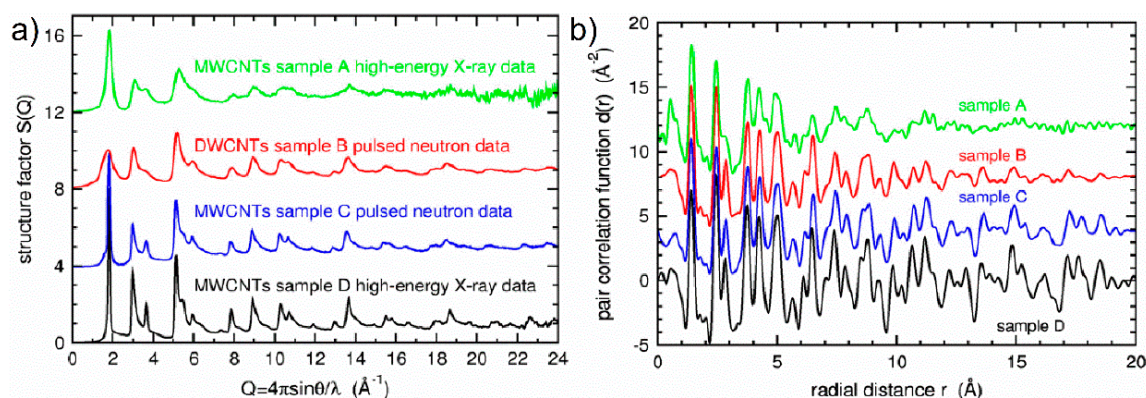 a)
structure factor S(Q)
16
12
8
4
0
MWCNTs sample A high-energy X-ray data
DWCNTs sample B pulsed neutron data
MWCNTs sample C pulsed neutron data
MWCNTs sample D high-energy X-ray data
0 2 4 6 8 10 12 14 16 18 20 22 24
Q=4πsinθ/λ (Å⁻¹)
b)
pair correlation function d(r) (Å⁻²)
20
15
10
5
0
-5
sample A
sample B
sample C
sample D
0 5 10 15 20
radial distance r (Å)